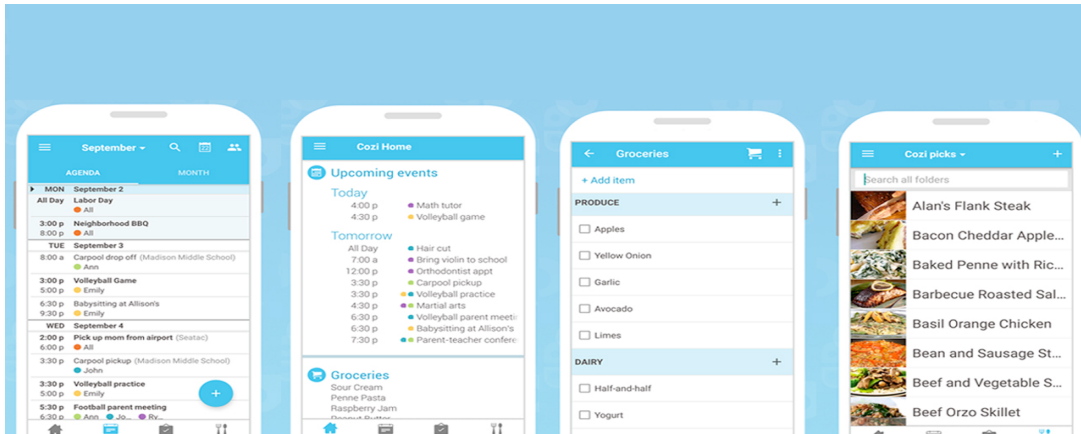 September
AGENDA MONTH
MON September 2
All Day Labor Day
All
3:00 p Neighborhood BBQ
8:00 p All
TUE September 3
8:00 a Carpool drop off (Madison Middle School)
Ann
3:00 p Volleyball Game
5:00 p Emily
6:30 p Babysitting at Allison's
9:30 p Emily
WED September 4
2:00 p Pick up mom from airport (Seatac)
6:00 p All
3:30 p Carpool pickup (Madison Middle School)
John
3:30 p Volleyball practice
5:00 p Emily
5:30 p Football parent meeting
6:30 p Ann Jo... Ry...
Cozi Home
Upcoming events
Today
4:00 p Math tutor
4:30 p Volleyball game
Tomorrow
All Day Hair cut
7:00 a Bring violin to school
12:00 p Orthodontist appt
3:30 p Carpool pickup
3:30 p Volleyball practice
4:30 p Martial arts
6:30 p Volleyball parent meetin
6:30 p Babysitting at Allison's
7:30 p Parent-teacher confere
Groceries
Sour Cream
Penne Pasta
Raspberry Jam
Peanut Butter
Groceries
+ Add item
PRODUCE +
Apples
Yellow Onion
Garlic
Avocado
Limes
DAIRY +
Half-and-half
Yogurt
Cozi picks +
Search all folders
Alan's Flank Steak
Bacon Cheddar Apple...
Baked Penne with Ric...
Barbecue Roasted Sal...
Basil Orange Chicken
Bean and Sausage St...
Beef and Vegetable S...
Beef Orzo Skillet